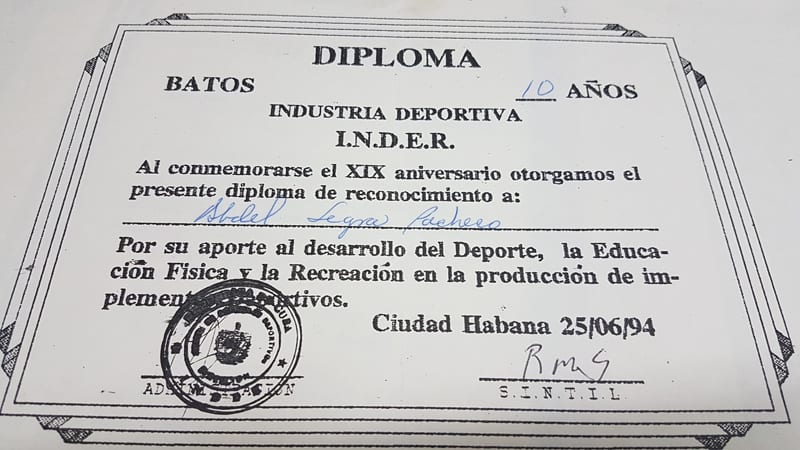 DIPLOMA
BATOS 10 AÑOS
INDUSTRIA DEPORTIVA
I.N.D.E.R.
Al conmemorarse el XIX aniversario otorgamos el
presente diploma de reconocimiento a:
Abdel Legra Pacheco
Por su aporte al desarrollo del Deporte, la Educa-
ción Fisica y la Recreación en la producción de im-
plementos deportivos.
Ciudad Habana 25/06/94
ADMINISTRACION S.I.N.T.I.L.